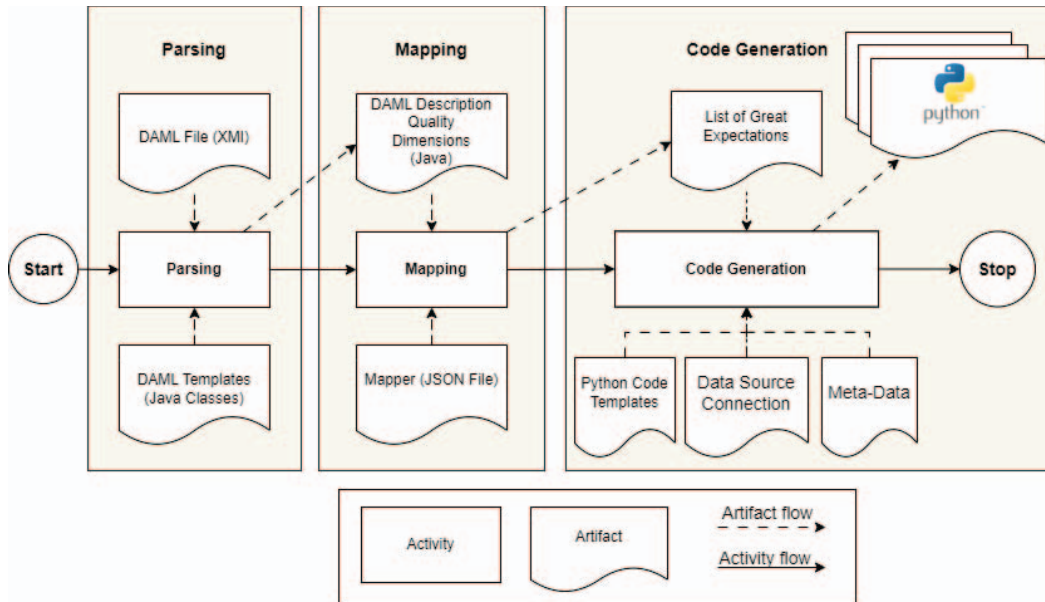 Parsing
Mapping
Code Generation
DAML File (XMI)
DAML Description
Quality
Dimensions
(Java)
List of Great
Expectations
python
Start
Parsing
Mapping
Code Generation
Stop
DAML Templates
(Java Classes)
Mapper (JSON File)
Python Code
Templates
Data Source
Connection
Meta-Data
Activity
Artifact
Artifact flow
Activity flow